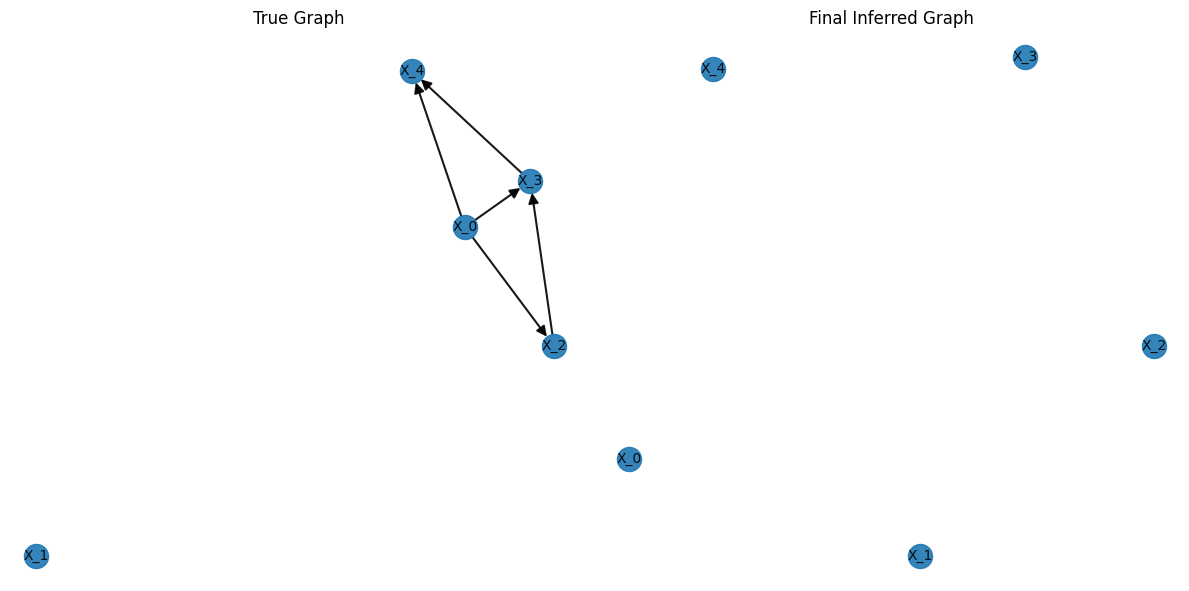 True Graph
X_4
X_3
X_0
X_2
X_1
Final Inferred Graph
X_4
X_3
X_2
X_0
X_1